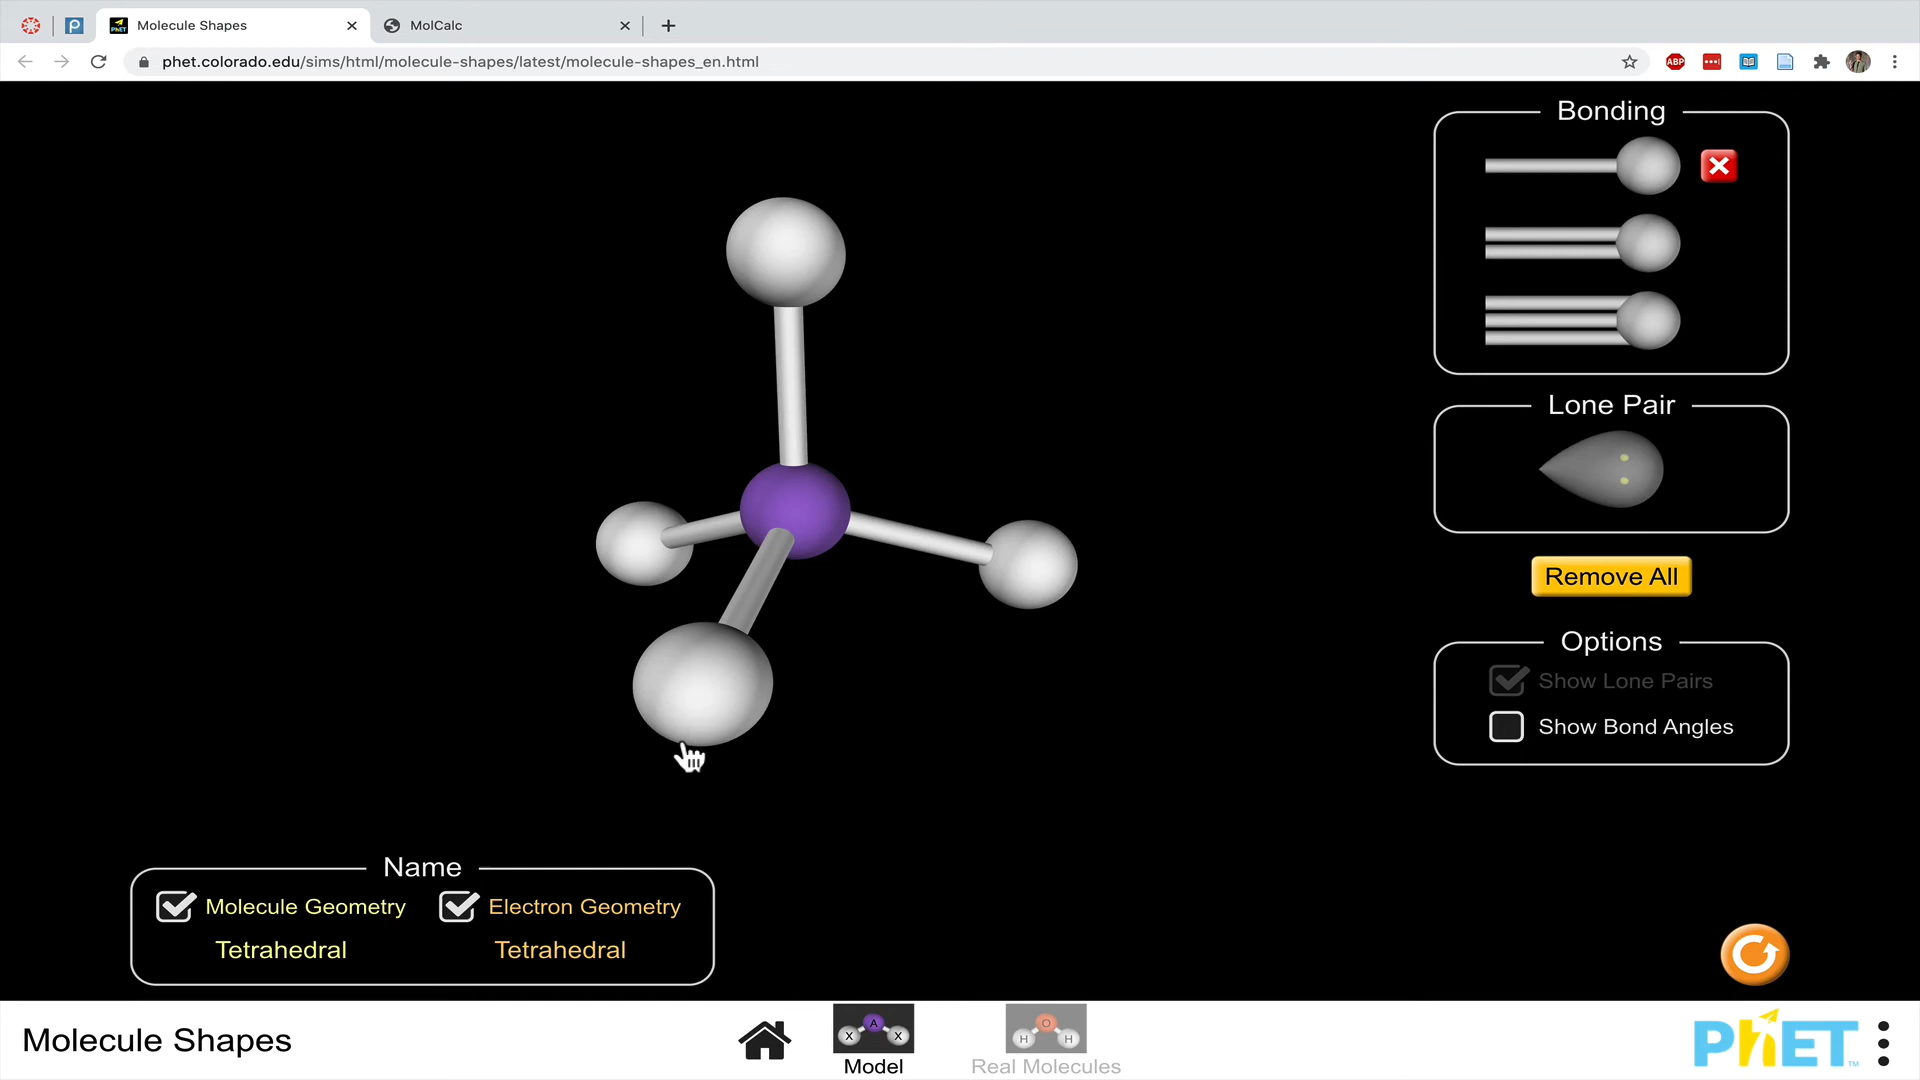 Molecule Shapes
MolCalc
phet.colorado.edu/sims/html/molecule-shapes/latest/molecule-shapes_en.html
ABP
Bonding
Lone Pair
Remove All
Options
Show Lone Pairs
Show Bond Angles
Name
Molecule Geometry
Electron Geometry
Tetrahedral
Tetrahedral
Molecule Shapes
X A X
Model
H O H
Real Molecules
PhET™